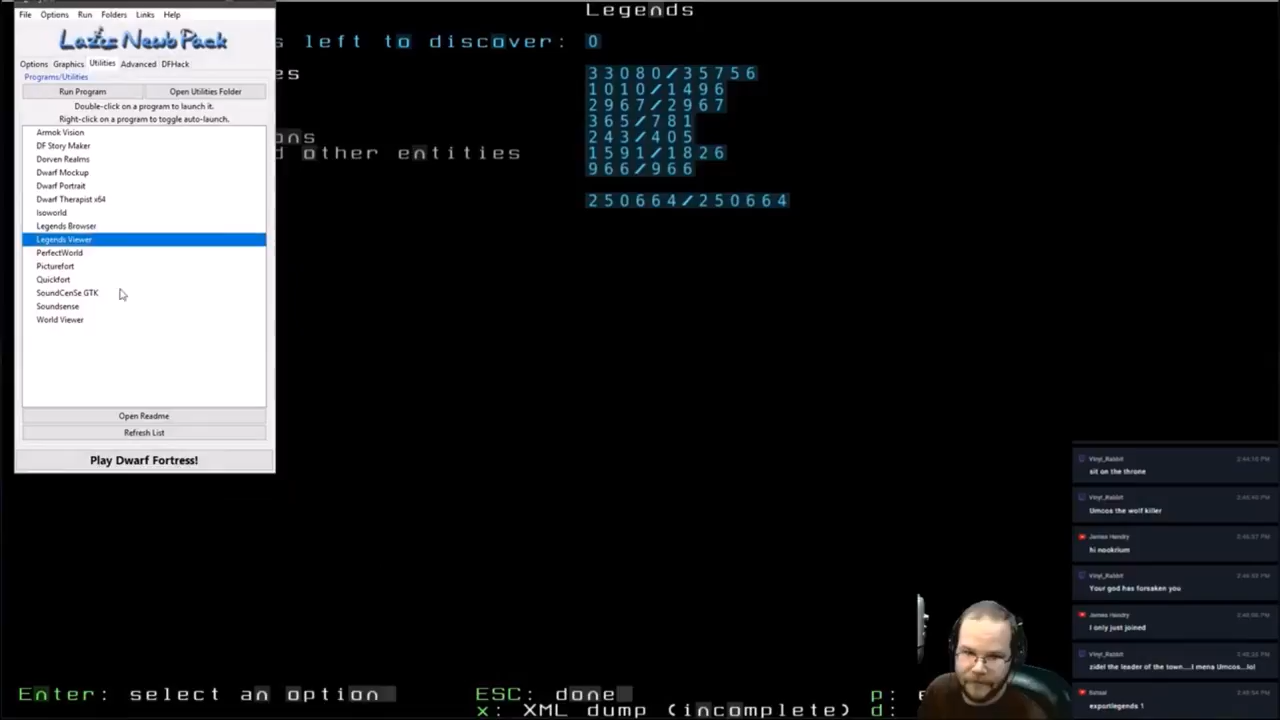 Legends
File Options Run Folders Links Help
Lazy Newb Pack
s left to discover: 0
Options Graphics Utilities Advanced DFHack
Programs/Utilities
es 33080/35756
Run Program Open Utilities Folder
1010/1496
Double-click on a program to launch it.
2967/2967
Right-click on a program to toggle auto-launch.
365/781
Armok Vision
ons 243/405
DF Story Maker
d other entities 1591/1826
Dorven Realms
966/966
Dwarf Mockup
Dwarf Portrait
Dwarf Therapist x64
250664/250664
Isoworld
Legends Browser
Legends Viewer
PerfectWorld
Picturefort
Quickfort
SoundCenSe GTK
Soundsense
World Viewer
Open Readme
Refresh List
Play Dwarf Fortress!
Vinyl_Rabbit
sit on the throne
Vinyl_Rabbit
Umcos the wolf killer
James Hendry
hi nookrium
Vinyl_Rabbit
Your god has forsaken you
James Hendry
I only just joined
Vinyl_Rabbit
zidel the leader of the town....I mena Umcos...lol
exportlegends 1
Enter: select an option ESC: done p:
x: XML dump (incomplete) d: